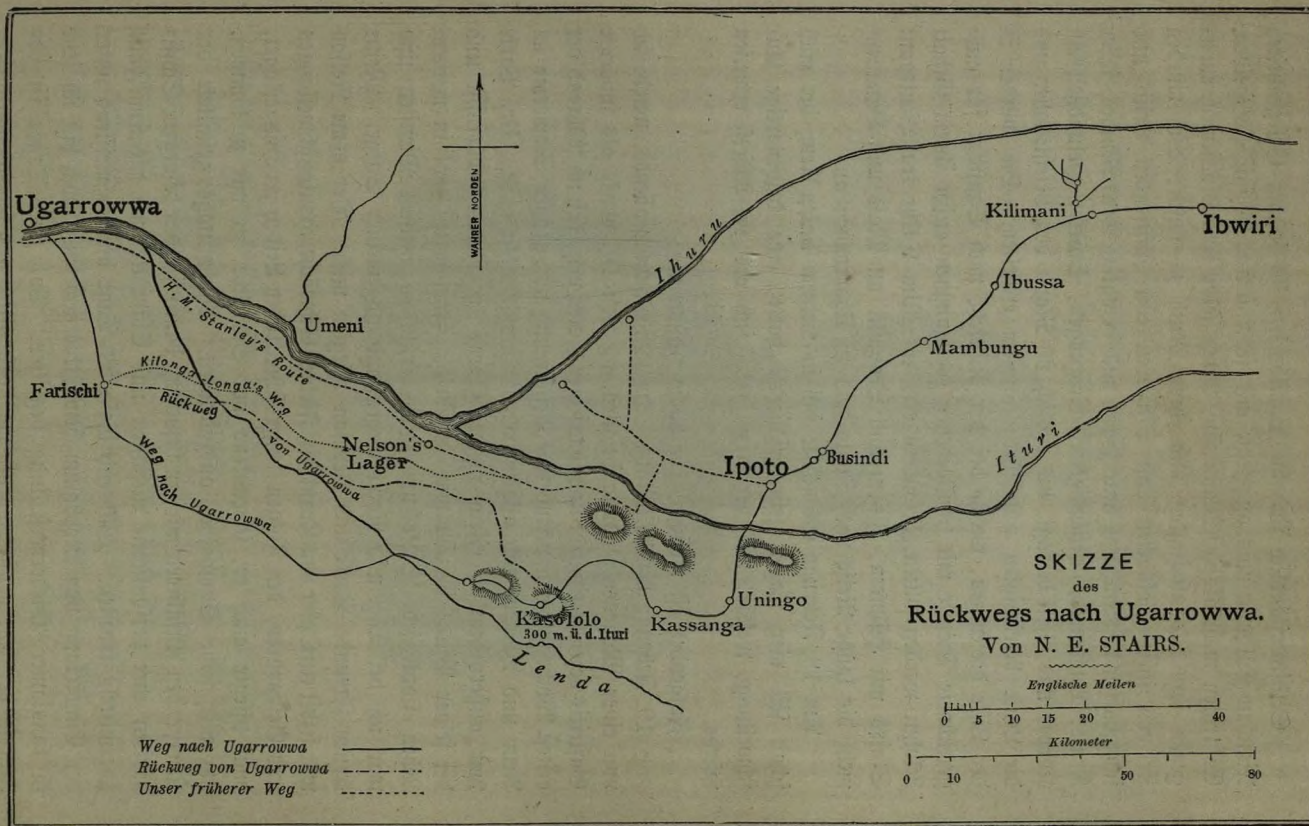 Ugarrowwa
WAHRER NORDEN
Ihuru
Kilimani
Ibwiri
Ibussa
Umeni
H. M. Stanley's Route
Mambungu
Farischi
Kilonga-Longa's Weg
Rückweg von Ugarrowwa
Nelson's
Lager
Ipoto
Busindi
Ituri
Weg nach Ugarrowwa
Kasololo
300 m. ü. d. Ituri
Kassanga
Uningo
Lenda
SKIZZE
des
Rückwegs nach Ugarrowwa.
Von N. E. STAIRS.
Englische Meilen
0 5 10 15 20 40
Kilometer
0 10 50 80
Weg nach Ugarrowwa
Rückweg von Ugarrowwa
Unser früherer Weg